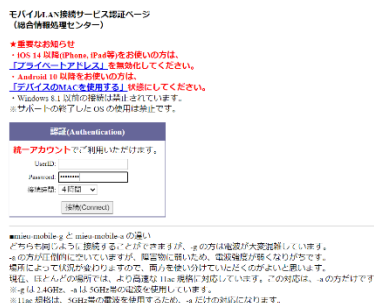 モバイルLAN接続サービス認証ページ
（総合情報処理センター）
★重要なお知らせ
・iOS 14 以降(iPhone, iPad等)をお使いの方は、
「プライベートアドレス」を無効化してください。
・Android 10 以降をお使いの方は、
「デバイスのMACを使用する」状態にしてください。
・Windows 8.1 以前の接続は禁止されています。
※サポートの終了した OS の使用は禁止です。
認証(Authentication)
統一アカウントでご利用いただけます。
UserID:
Password: ••••••••
接続時間: 4時間
接続(Connect)
■mieu-mobile-g と mieu-mobile-a の違い
どちらも同じように接続することができますが、-g の方は電波が大変混雑しています。
-a の方が圧倒的に空いていますが、障害物に弱いため、電波強度が弱くなりがちです。
場所によって状況が変わりますので、両方を使い分けていただくのがよいと思います。
現在、ほとんどの場所では、より高速な 11ac 規格に対応しています。この対応は、-a の方だけです
※-g は 2.4GHz、-a は 5GHz帯の電波を使用しています。
※11ac 規格は、5GHz帯の電波を使用するため、-a だけの対応になります。